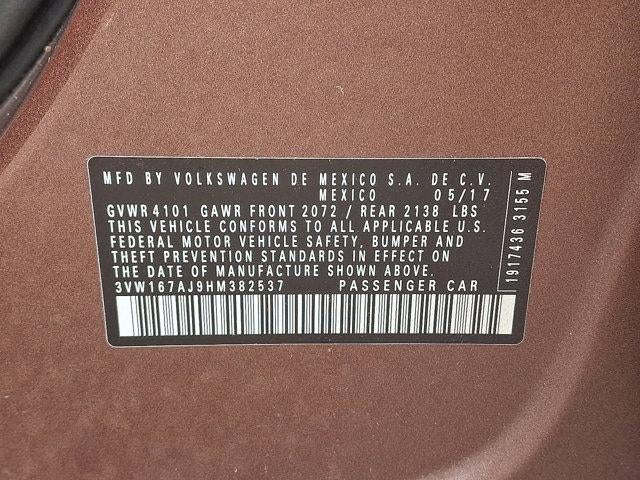 MFD BY VOLKSWAGEN DE MEXICO S.A. DE C.V.
MEXICO 05/17
GVWR 4101 GAWR FRONT 2072 / REAR 2138 LBS
THIS VEHICLE CONFORMS TO ALL APPLICABLE U.S.
FEDERAL MOTOR VEHICLE SAFETY, BUMPER AND
THEFT PREVENTION STANDARDS IN EFFECT ON
THE DATE OF MANUFACTURE SHOWN ABOVE.
3VW167AJ9HM382537 PASSENGER CAR
1917436 3155 M